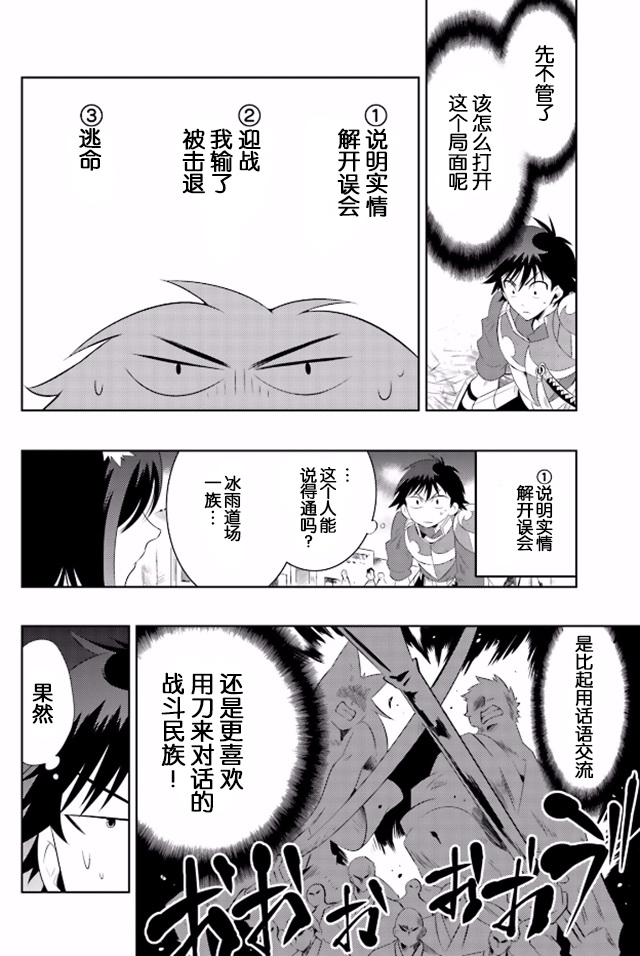 先不管了
该怎么打开
这个局面呢
①说明实情
解开误会
②迎战
我输了
被击退
③逃命
①说明实情
解开误会
…
这个人能
说得通吗?
冰雨道场
一族…
是比起用话语交流
还是更喜欢
用刀来对话的
战斗民族！
おおおおおッ
果然